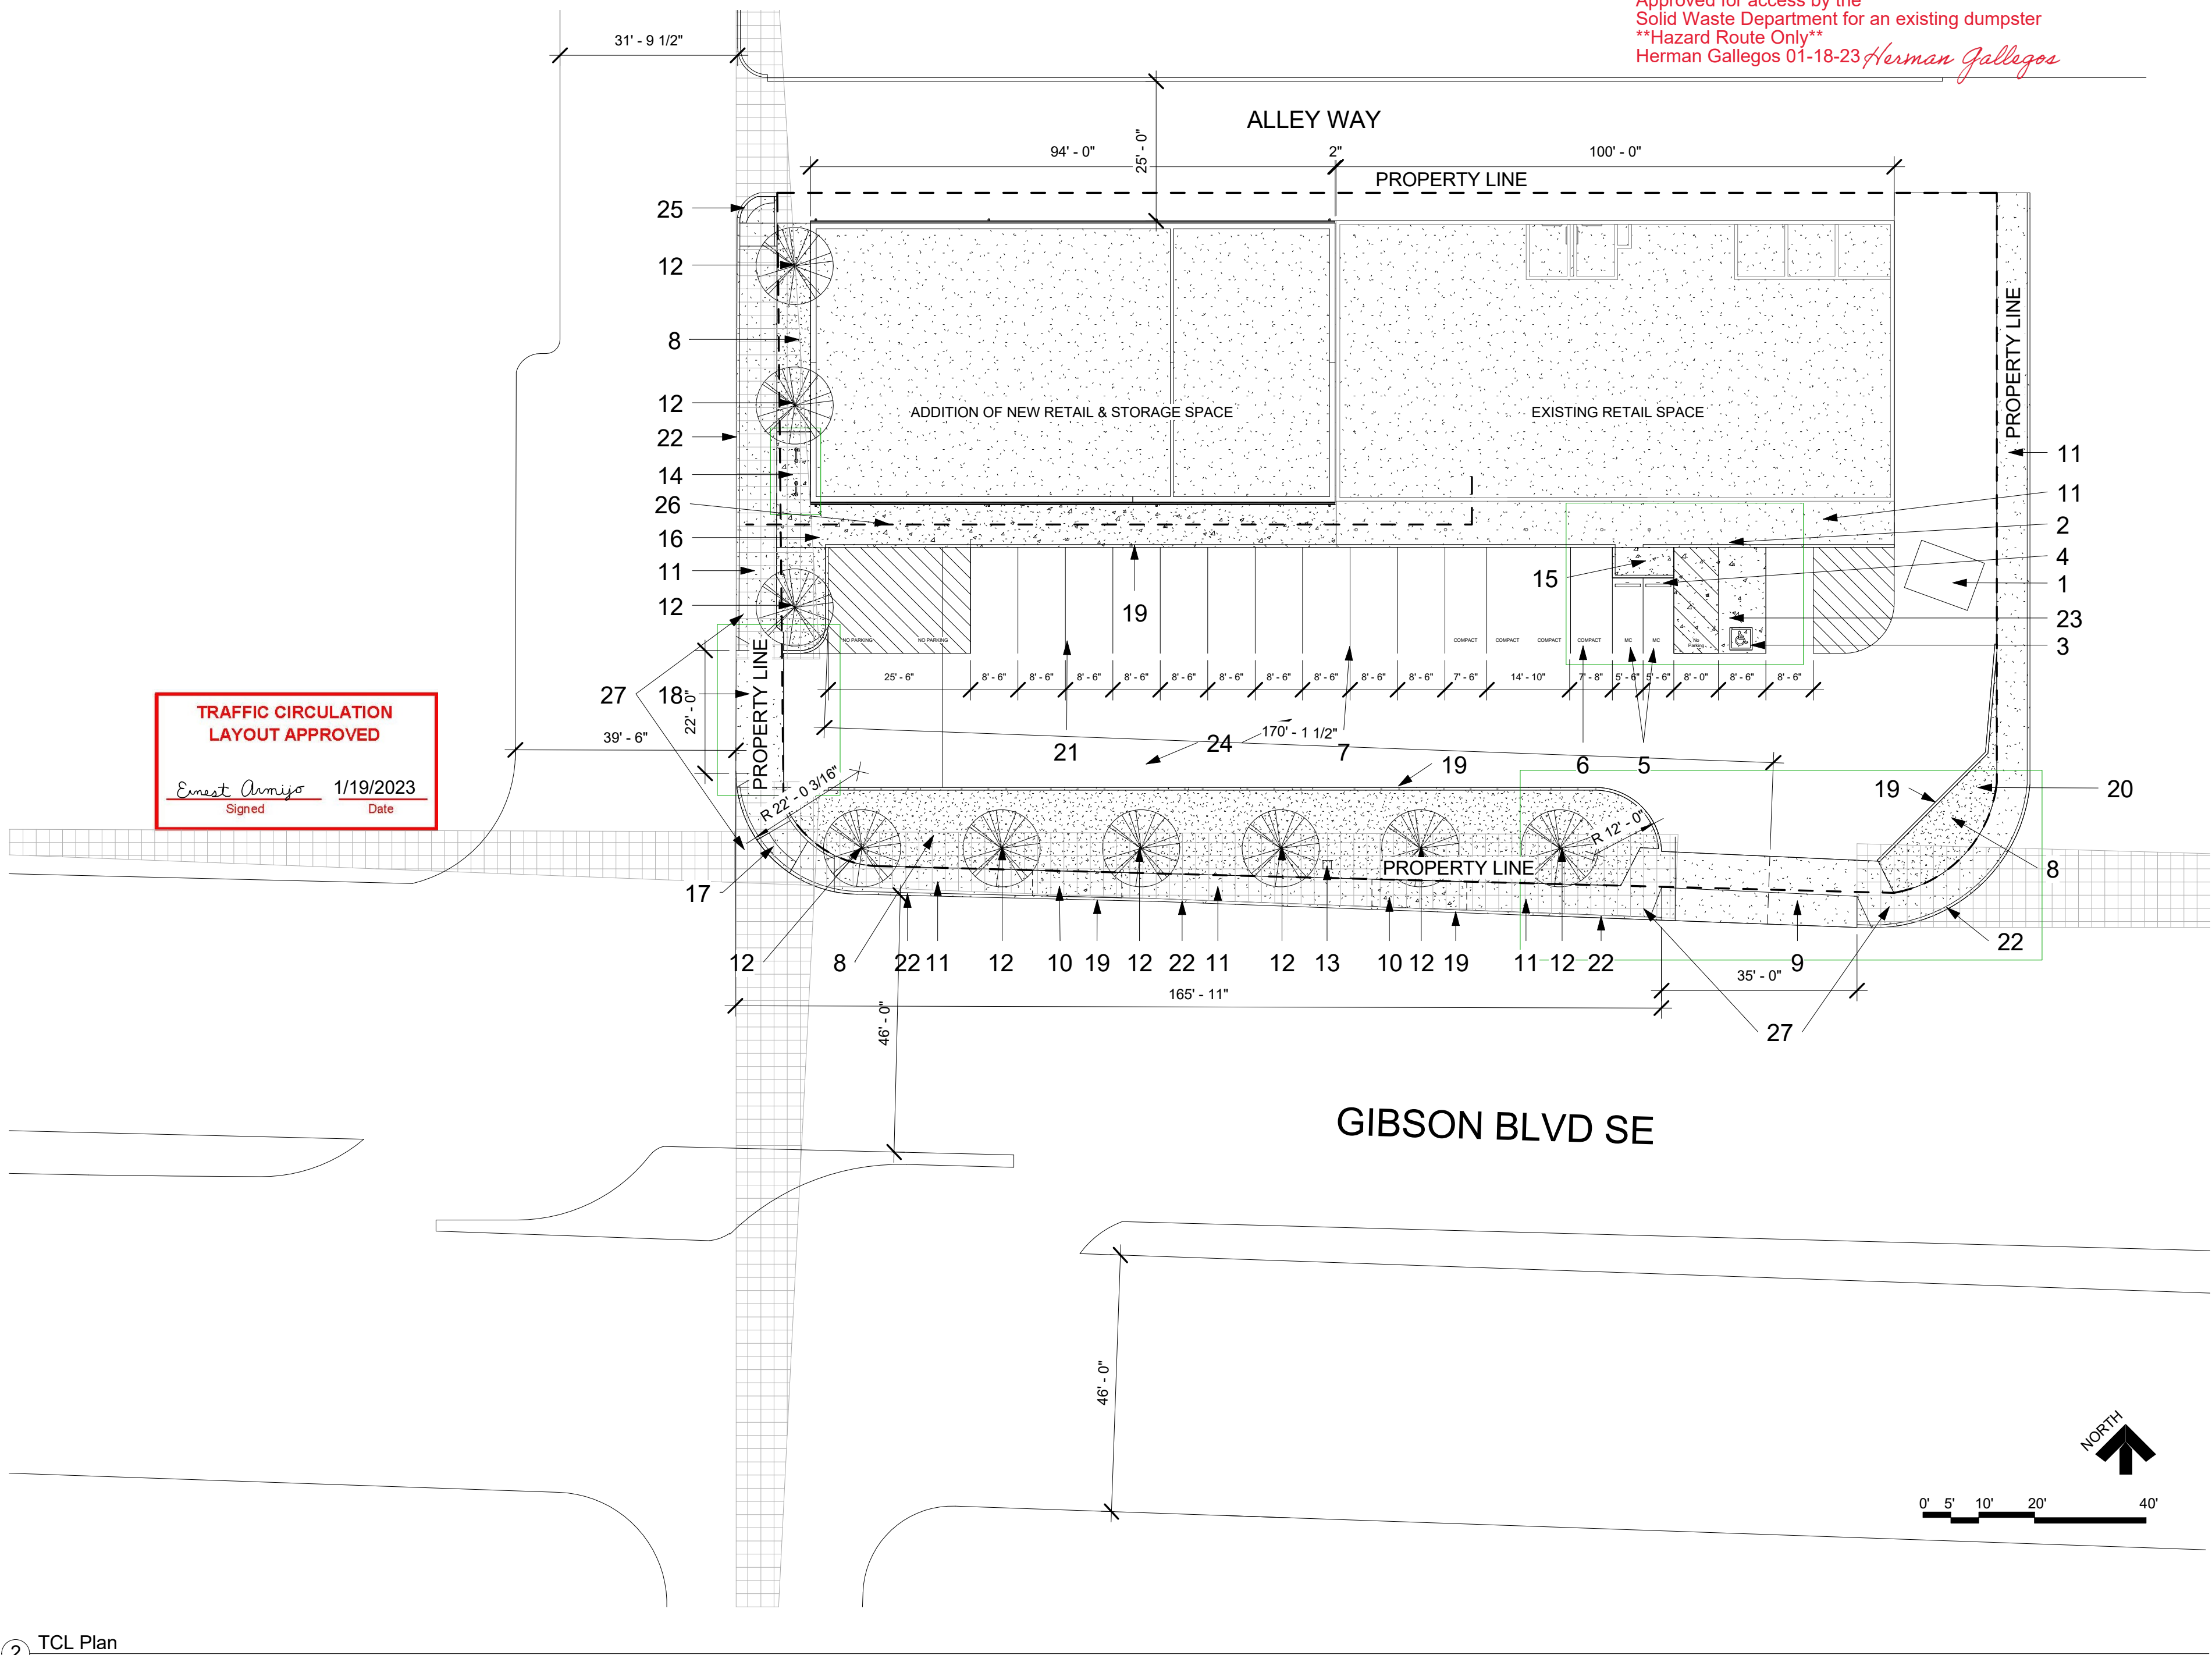 Approved for access by the
Solid Waste Department for an existing dumpster
**Hazard Route Only**
Herman Gallegos 01-18-23 Herman Gallegos
31' - 9 1/2"
ALLEY WAY
25' - 0"
94' - 0"
2"
100' - 0"
PROPERTY LINE
25
12
8
12
22
14
26
16
11
12
ADDITION OF NEW RETAIL & STORAGE SPACE
EXISTING RETAIL SPACE
PROPERTY LINE
11
11
2
4
1
23
3
15
19
NO PARKING
NO PARKING
COMPACT
COMPACT
COMPACT
COMPACT
MC
MC
No
Parking
25' - 6"
8' - 6"
8' - 6"
8' - 6"
8' - 6"
8' - 6"
8' - 6"
8' - 6"
8' - 6"
8' - 6"
8' - 6"
7' - 6"
14' - 10"
7' - 8"
5' - 6"
5' - 6"
8' - 0"
8' - 6"
8' - 6"
27
18
22' - 0"
PROPERTY LINE
39' - 6"
TRAFFIC CIRCULATION
LAYOUT APPROVED
Ernest Armijo
1/19/2023
Signed
Date
21
24
170' - 1 1/2"
7
6
5
19
19
20
R 22' - 0 3/16"
R 12' - 0"
PROPERTY LINE
8
17
22
12
8
22
11
12
10
19
12
22
11
12
13
10
12
19
11
12
22
9
35' - 0"
165' - 11"
46' - 0"
27
GIBSON BLVD SE
46' - 0"
NORTH
0'
5'
10'
20'
40'
2
TCL Plan